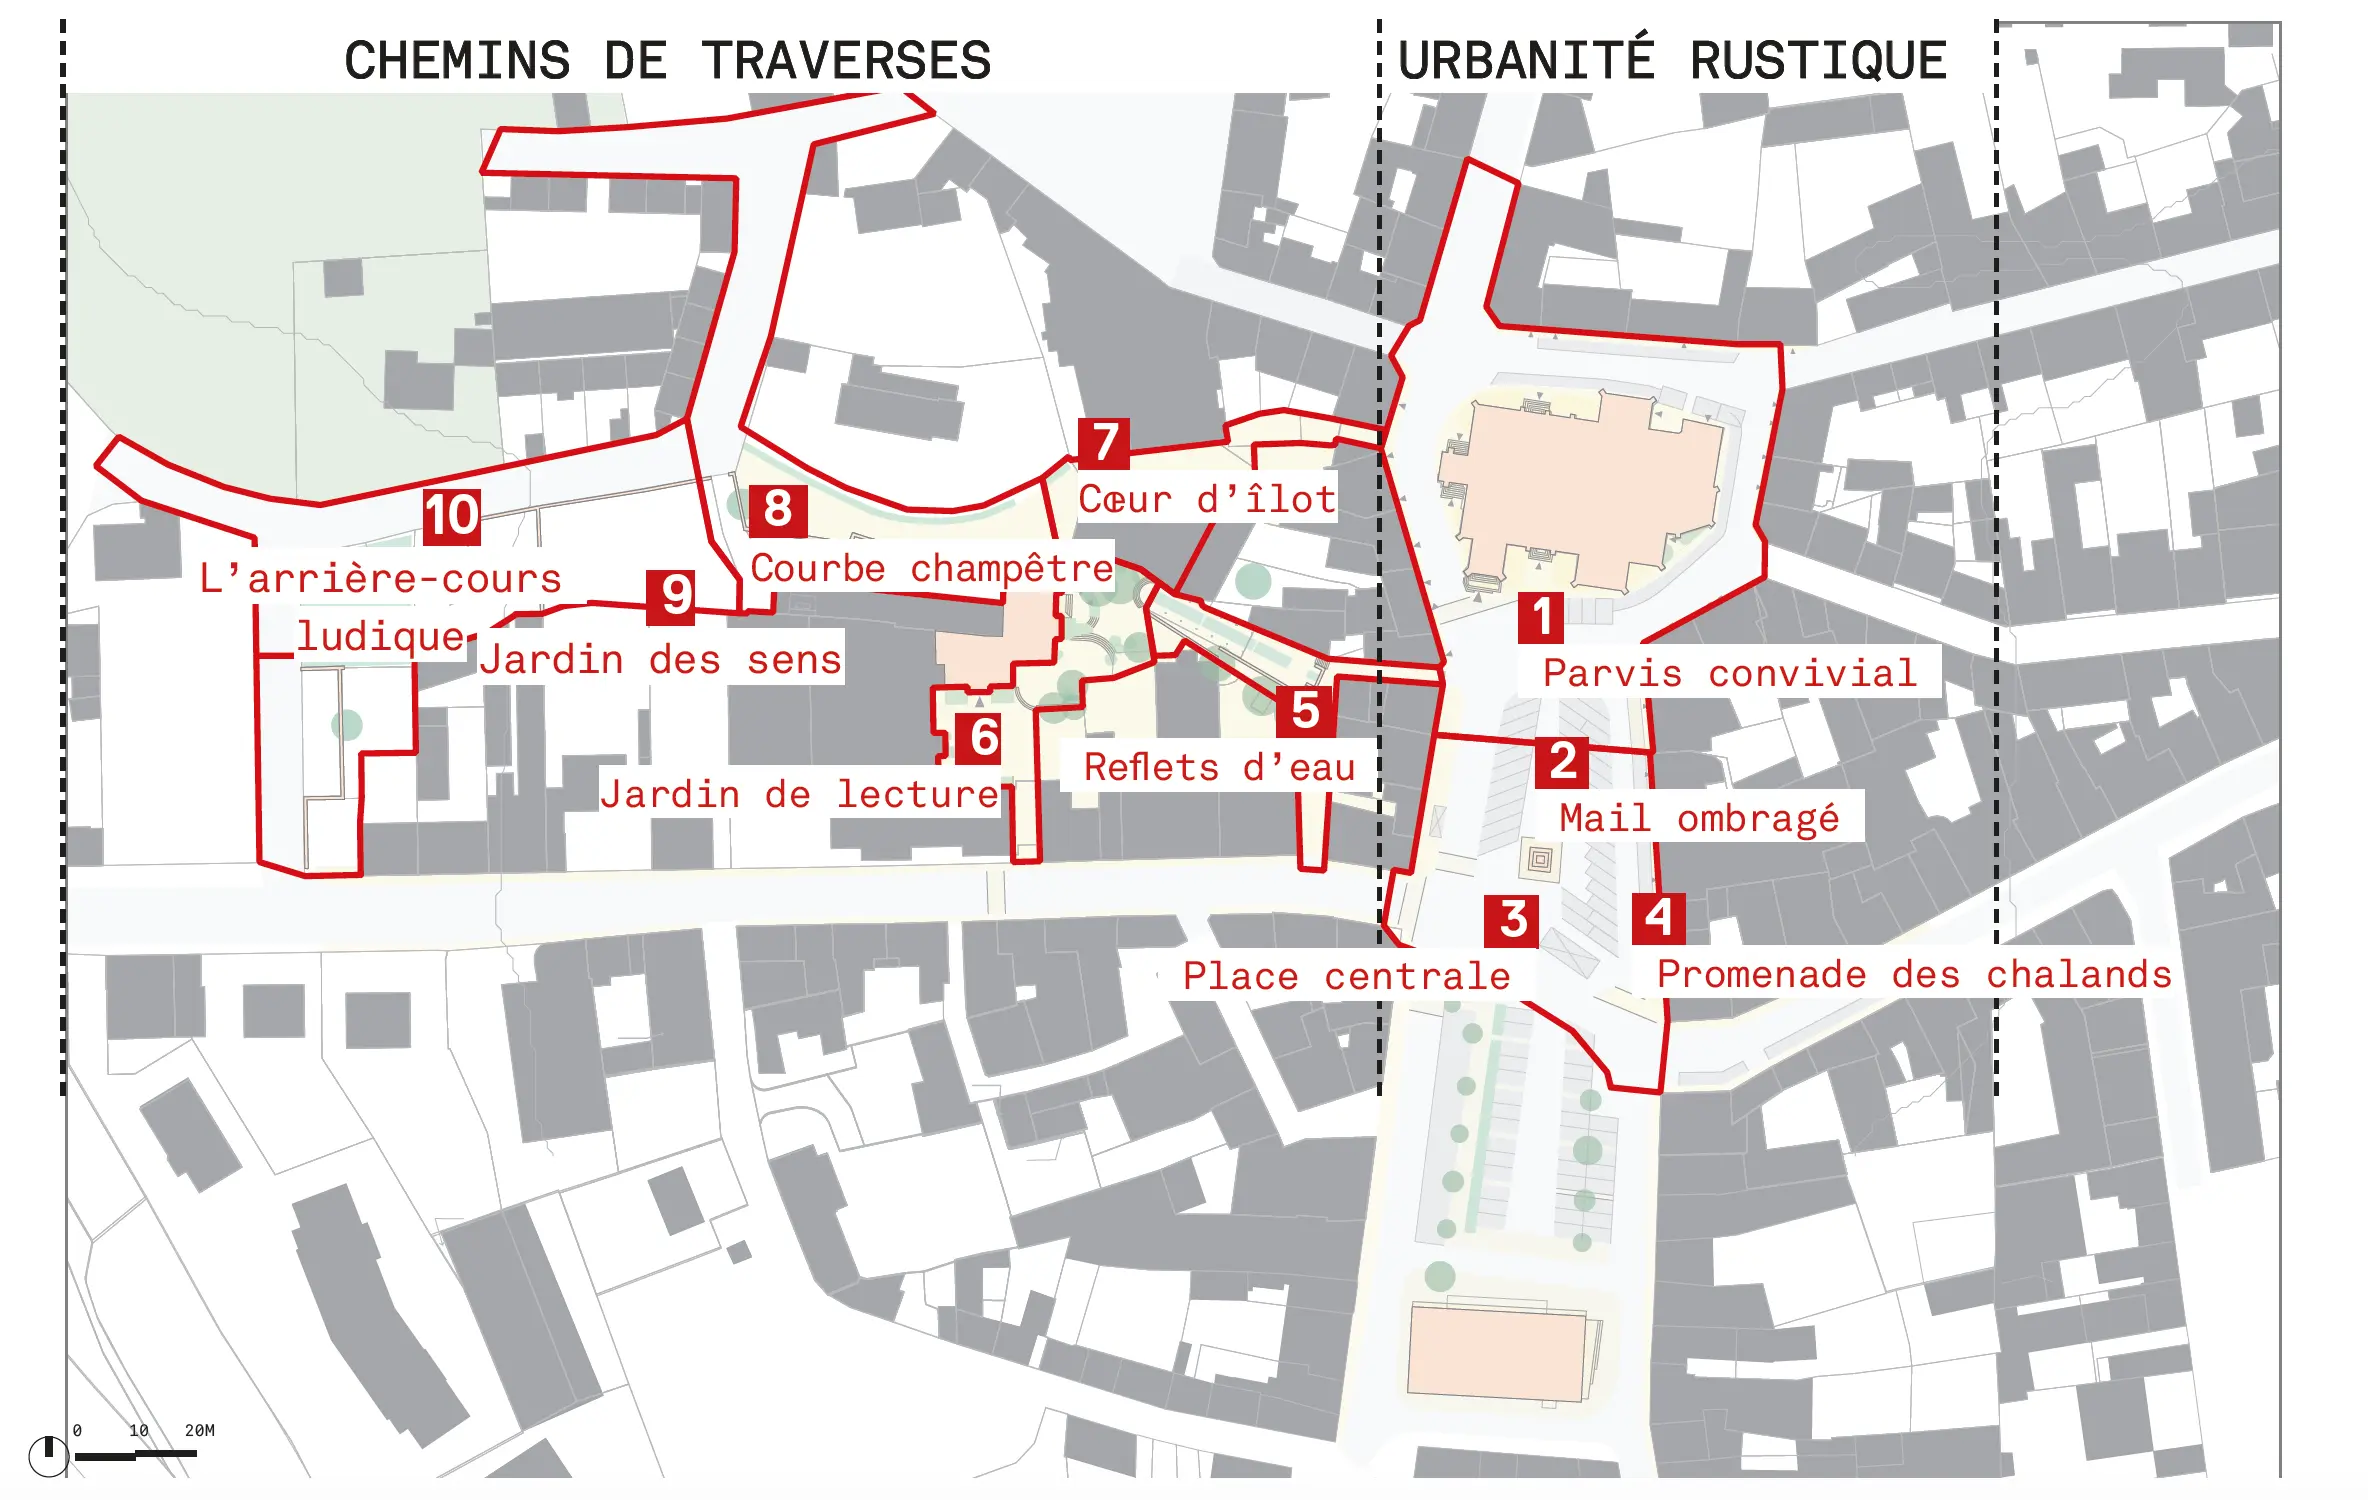 CHEMINS DE TRAVERSES
URBANITÉ RUSTIQUE
7
Cœur d’îlot
10
L’arrière-cours
ludique
8
Courbe champêtre
9
Jardin des sens
1
Parvis convivial
5
Reflets d’eau
6
Jardin de lecture
2
Mail ombragé
3
Place centrale
4
Promenade des chalands
0 10 20M